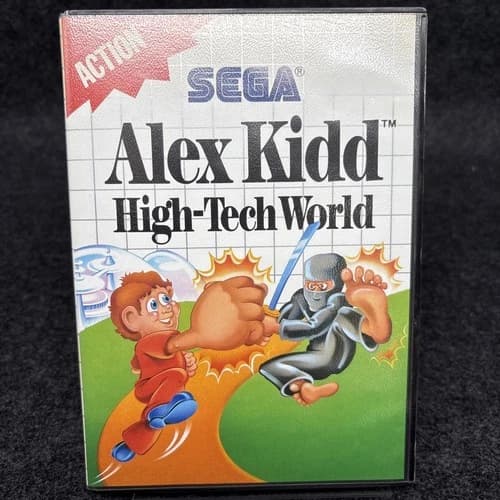 ACTION
SEGA®
Alex Kidd™
High-Tech World